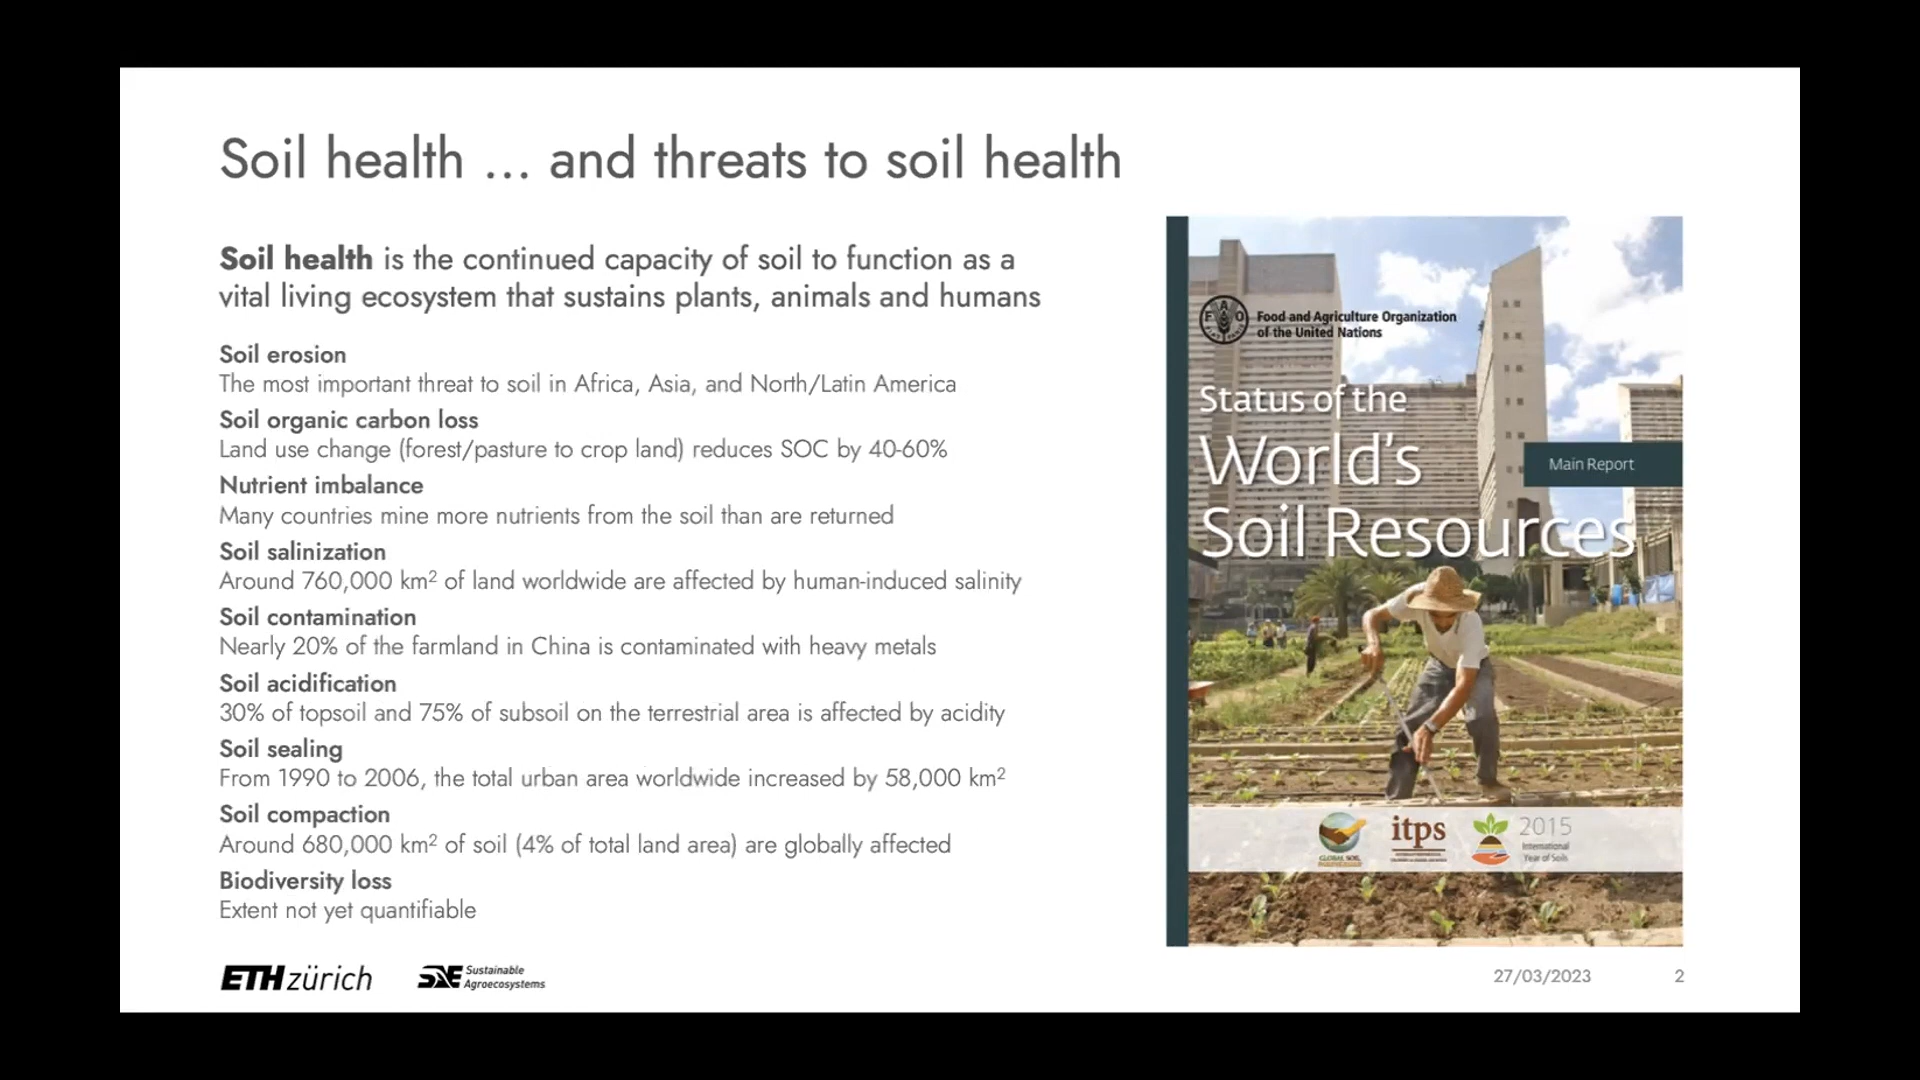 Soil health ... and threats to soil health
Soil health is the continued capacity of soil to function as a
vital living ecosystem that sustains plants, animals and humans
Soil erosion
The most important threat to soil in Africa, Asia, and North/Latin America
Soil organic carbon loss
Land use change (forest/pasture to crop land) reduces SOC by 40-60%
Nutrient imbalance
Many countries mine more nutrients from the soil than are returned
Soil salinization
Around 760,000 km² of land worldwide are affected by human-induced salinity
Soil contamination
Nearly 20% of the farmland in China is contaminated with heavy metals
Soil acidification
30% of topsoil and 75% of subsoil on the terrestrial area is affected by acidity
Soil sealing
From 1990 to 2006, the total urban area worldwide increased by 58,000 km²
Soil compaction
Around 680,000 km² of soil (4% of total land area) are globally affected
Biodiversity loss
Extent not yet quantifiable
FAO
Food and Agriculture Organization
of the United Nations
Status of the
World's
Main Report
Soil Resources
GLOBAL SOIL
itps
2015
International
Year of Soils
ETH zürich
SAE Sustainable
Agroecosystems
27/03/2023
2